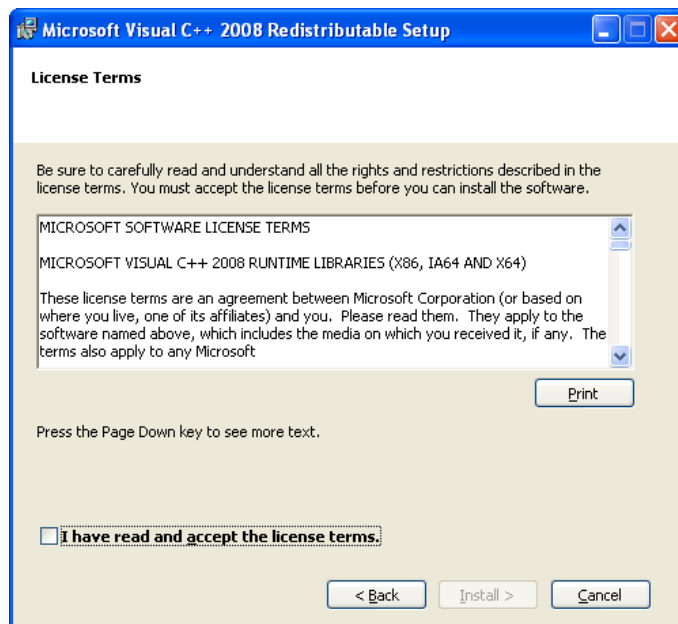 Microsoft Visual C++ 2008 Redistributable Setup
License Terms
Be sure to carefully read and understand all the rights and restrictions described in the
license terms. You must accept the license terms before you can install the software.
MICROSOFT SOFTWARE LICENSE TERMS
MICROSOFT VISUAL C++ 2008 RUNTIME LIBRARIES (X86, IA64 AND X64)
These license terms are an agreement between Microsoft Corporation (or based on
where you live, one of its affiliates) and you.  Please read them.  They apply to the
software named above, which includes the media on which you received it, if any.  The
terms also apply to any Microsoft
Print
Press the Page Down key to see more text.
I have read and accept the license terms.
< Back Install > Cancel